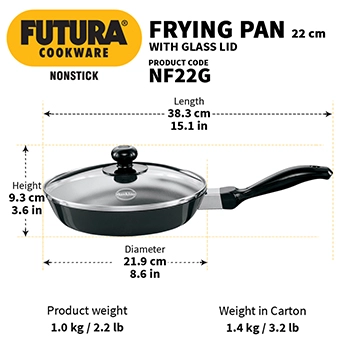 FUTURA®
COOKWARE
NONSTICK
FRYING PAN 22 cm
WITH GLASS LID
PRODUCT CODE
NF22G
Length
38.3 cm
15.1 in
Height
9.3 cm
3.6 in
Diameter
21.9 cm
8.6 in
Product weight
1.0 kg / 2.2 lb
Weight in Carton
1.4 kg / 3.2 lb